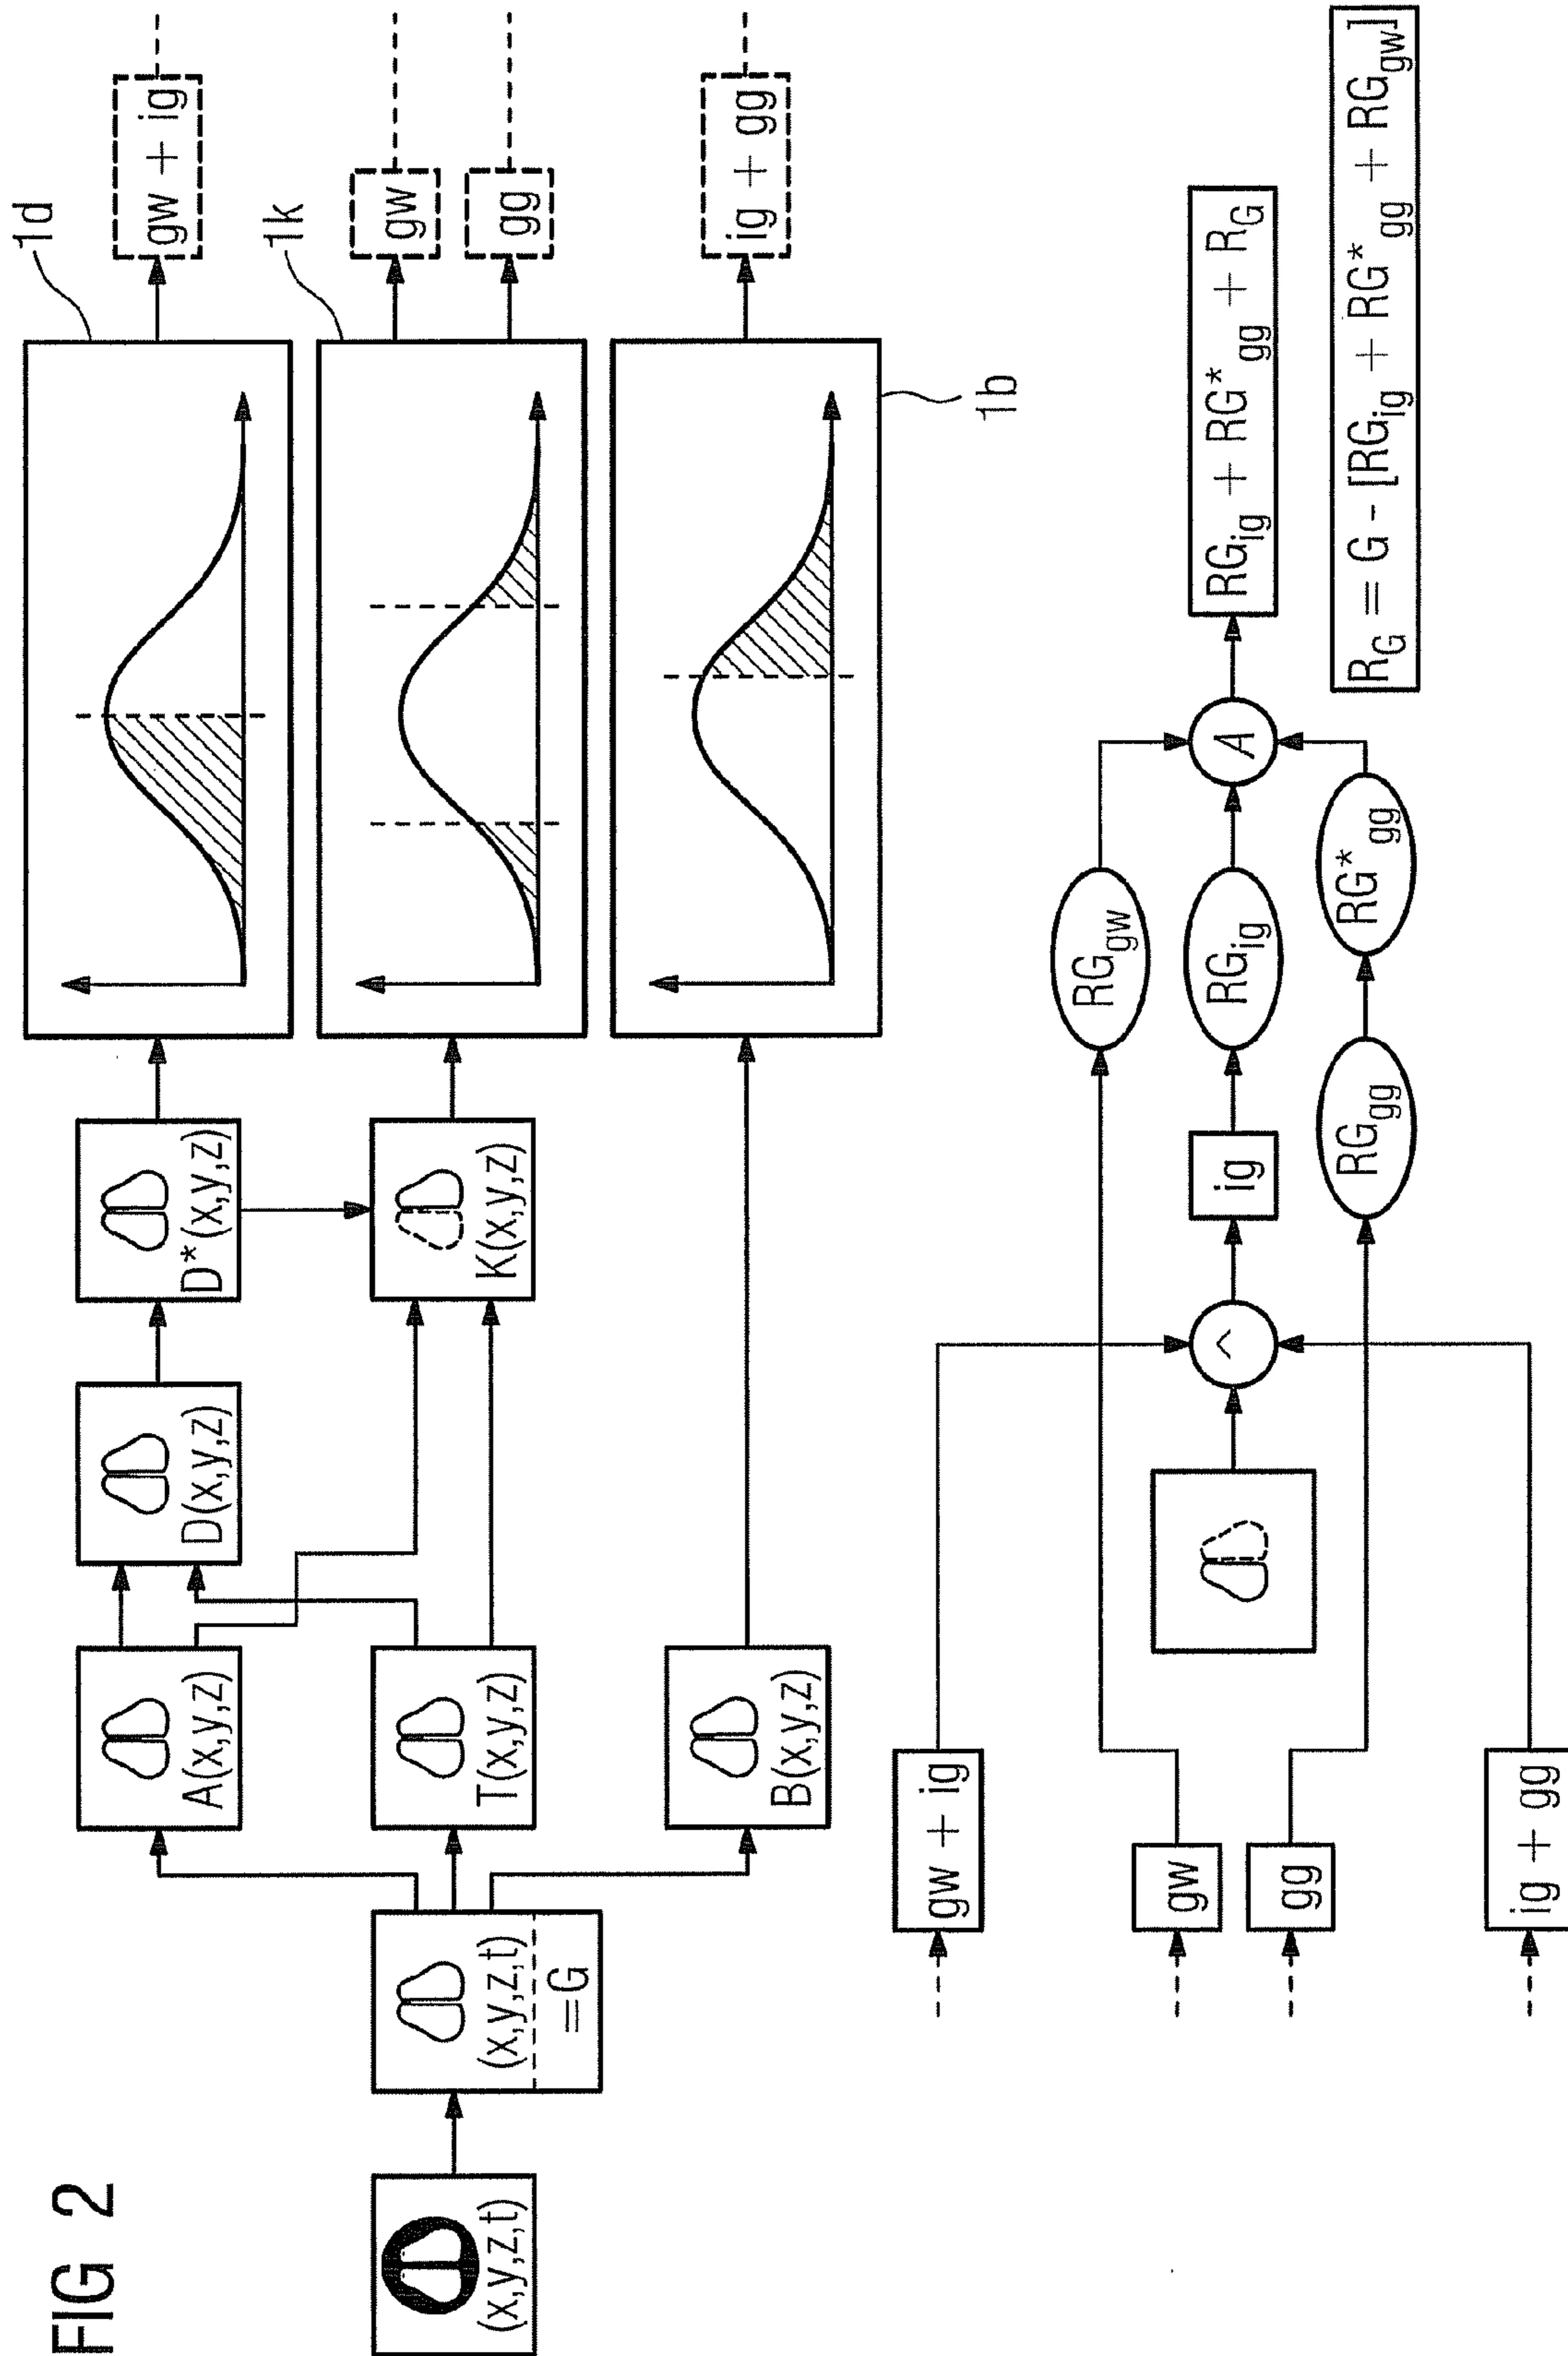 FIG 2
(x,y,z,t)
(x,y,z,t)
=G
A(x,y,z)
T(x,y,z)
B(x,y,z)
D(x,y,z)
D*(x,y,z)
K(x,y,z)
1d
1k
1b
gw + ig
gw
gg
ig + gg
gw + ig
gw
gg
ig + gg
^
ig
RGgw
RGig
RGgg
RG*gg
A
RGig + RG*gg + RG
RG = G - [RGig + RG*gg + RGgw]